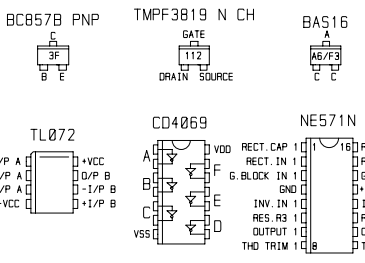 BC857B PNP
C
3F
B E
TMPF3819 N CH
GATE
112
DRAIN SOURCE
BAS16
A
A6/F3
C C
TL072
/P A +VCC
/P A O/P B
/P A -I/P B
-VCC +I/P B
CD4069
A VDD
F
B
E
C
VSS D
NE571N
RECT. CAP 1 1 16
RECT. IN 1
G.BLOCK IN 1
GND
INV. IN 1
RES.R3 1
OUTPUT 1
THD TRIM 1 8